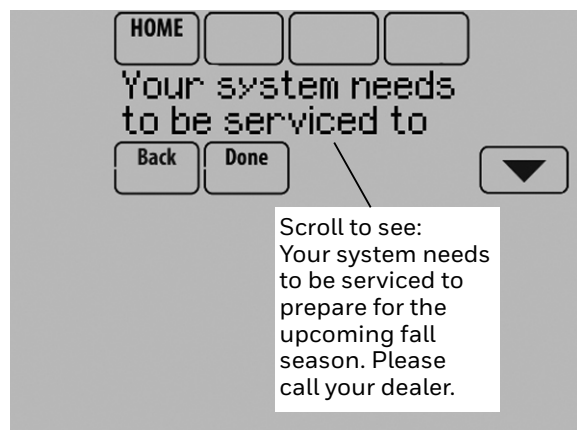 HOME
Your system needs
to be serviced to
Back Done
Scroll to see:
Your system needs
to be serviced to
prepare for the
upcoming fall
season. Please
call your dealer.